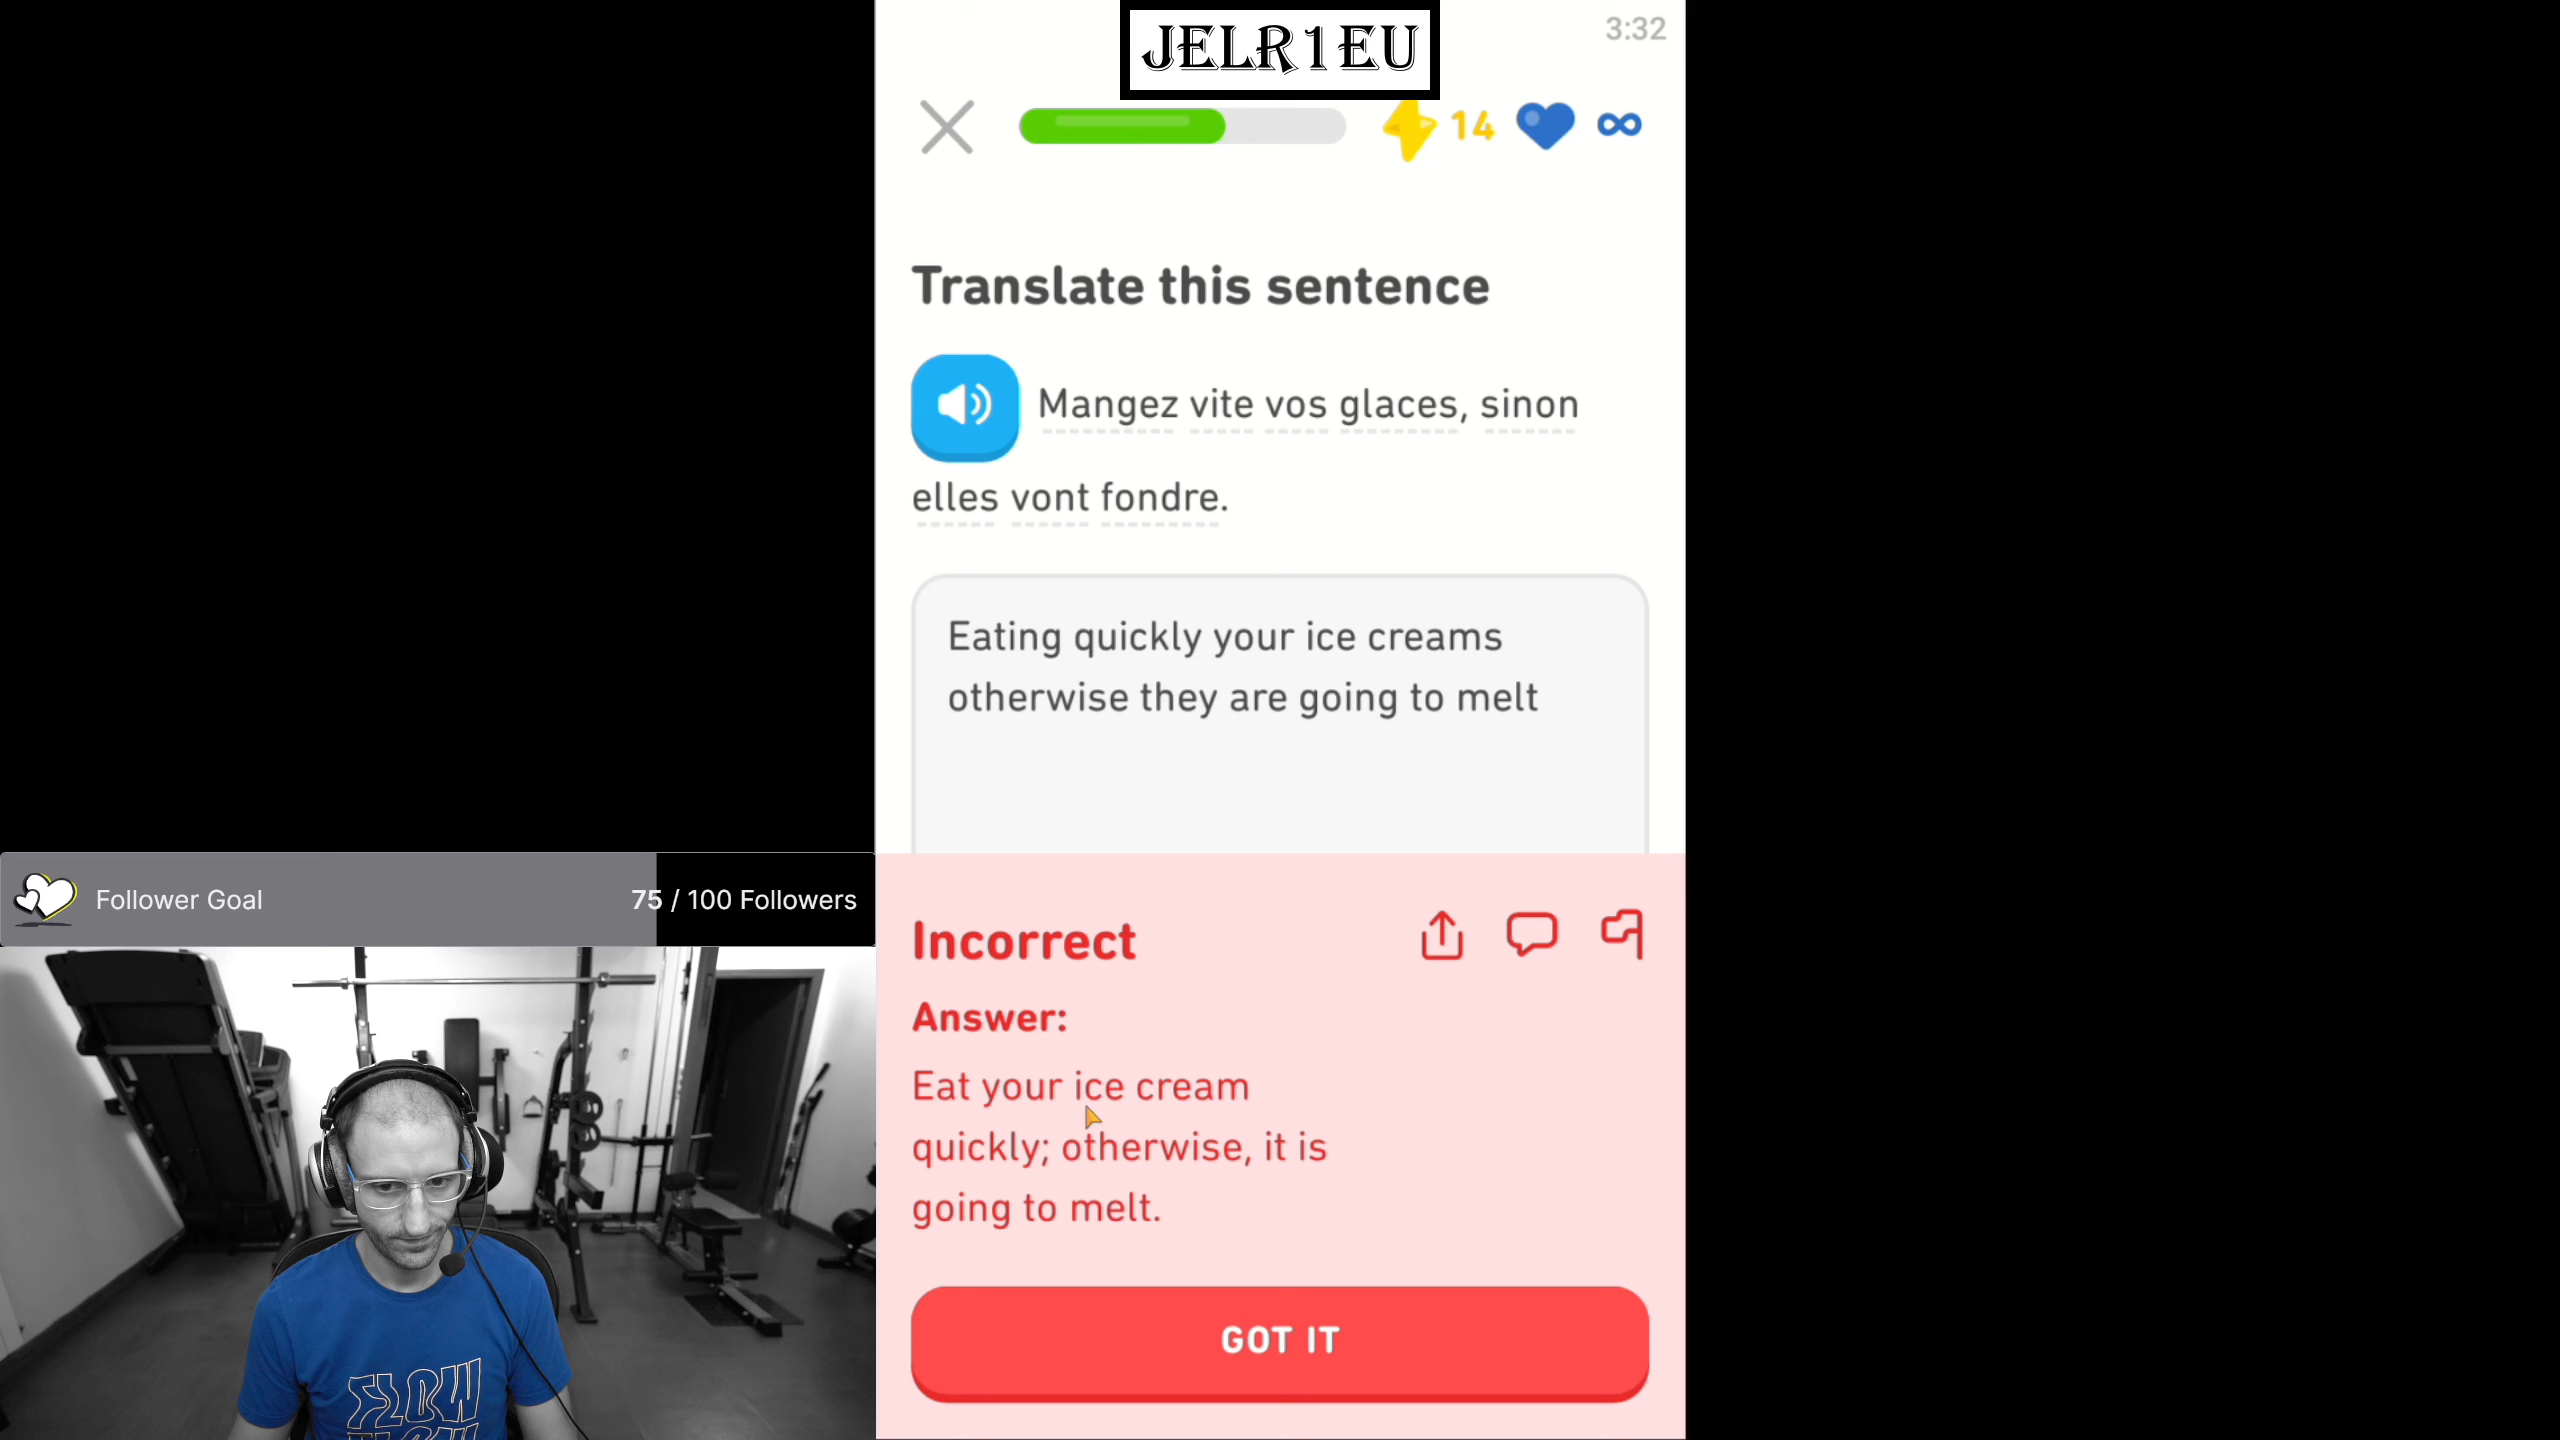 JELR1EU
3:32
14
Translate this sentence
Mangez vite vos glaces, sinon
elles vont fondre.
Eating quickly your ice creams
otherwise they are going to melt
Follower Goal
75 / 100 Followers
Incorrect
Answer:
Eat your ice cream
quickly; otherwise, it is
going to melt.
GOT IT
FLOW